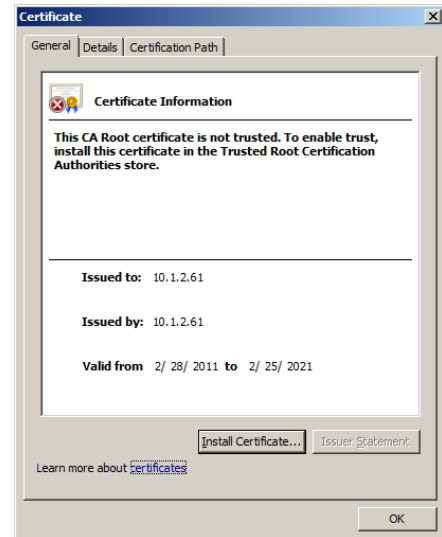 Certificate
General Details Certification Path
Certificate Information
This CA Root certificate is not trusted. To enable trust,
install this certificate in the Trusted Root Certification
Authorities store.
Issued to: 10.1.2.61
Issued by: 10.1.2.61
Valid from 2/ 28/ 2011 to 2/ 25/ 2021
Install Certificate... Issuer Statement
Learn more about certificates
OK